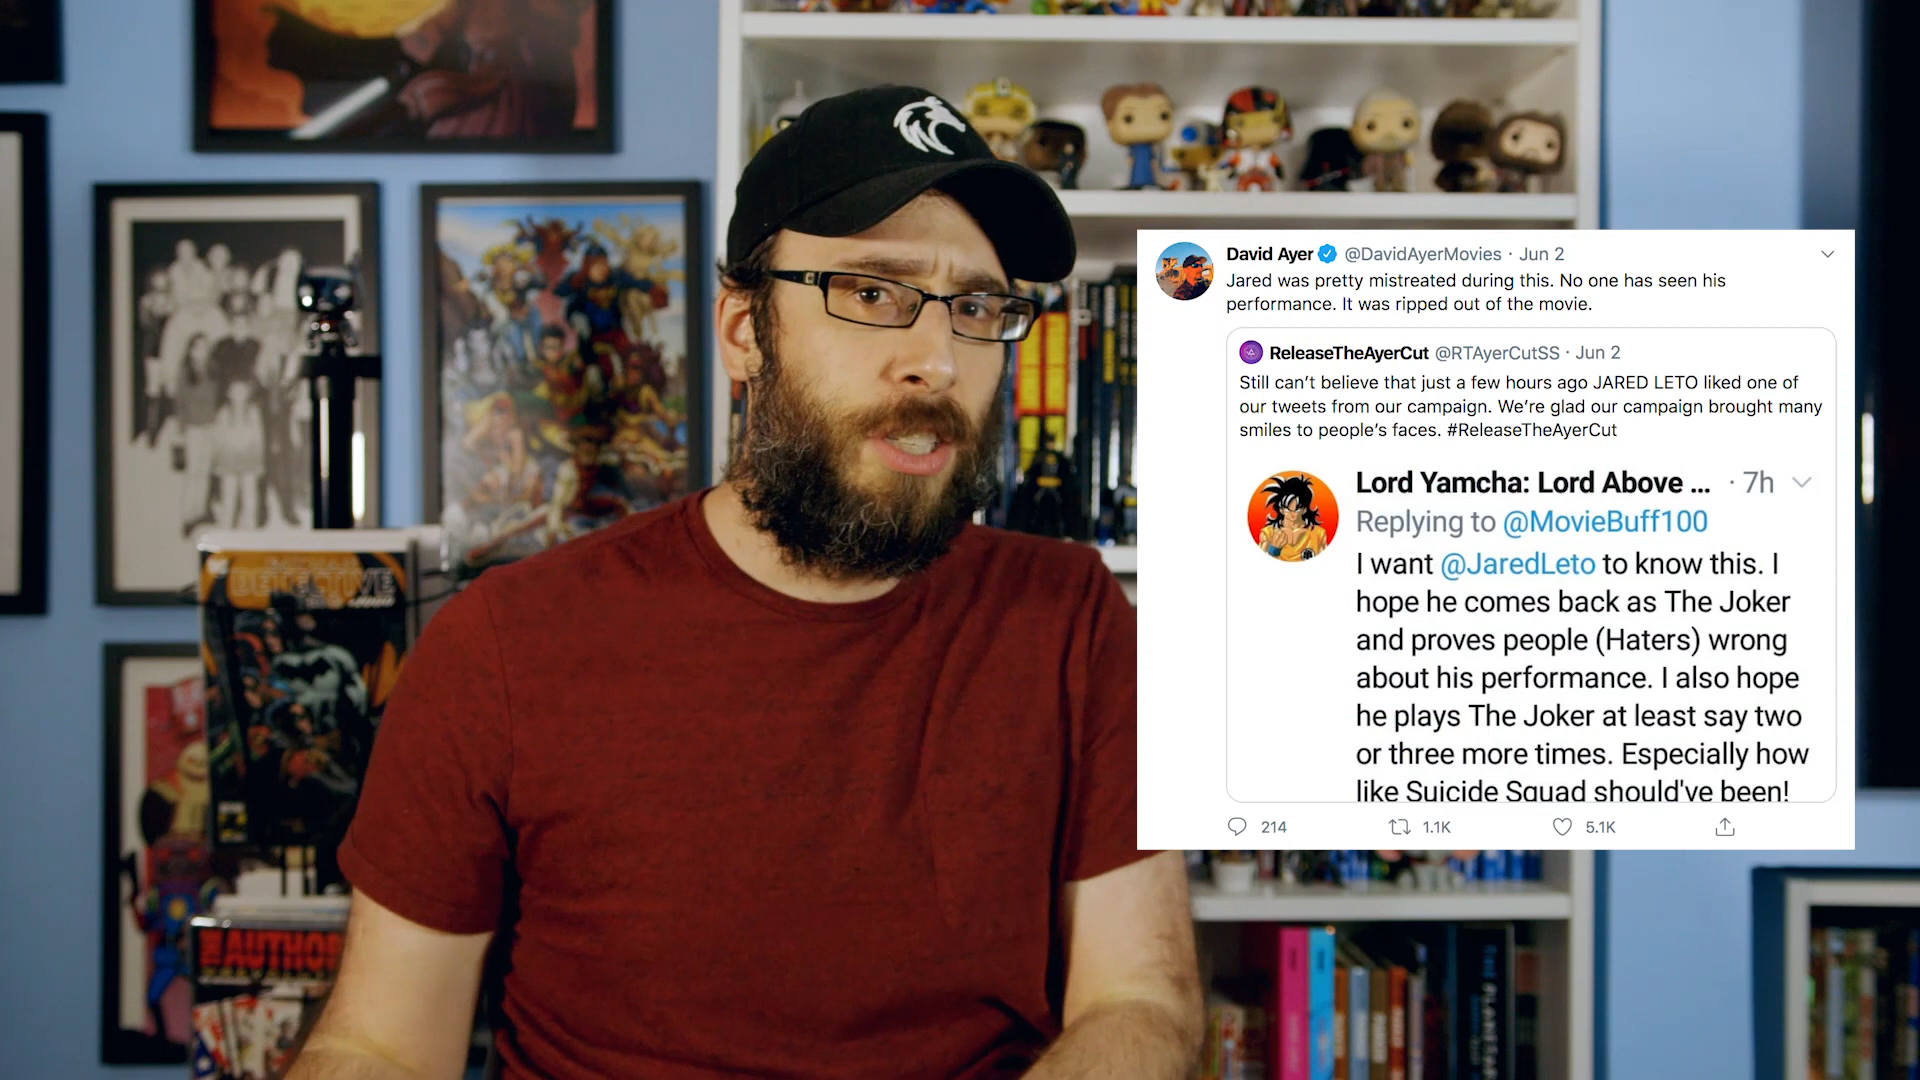 David Ayer @DavidAyerMovies · Jun 2
Jared was pretty mistreated during this. No one has seen his
performance. It was ripped out of the movie.
ReleaseTheAyerCut @RTAyerCutSS · Jun 2
Still can’t believe that just a few hours ago JARED LETO liked one of
our tweets from our campaign. We’re glad our campaign brought many
smiles to people’s faces. #ReleaseTheAyerCut
Lord Yamcha: Lord Above ... · 7h
Replying to @MovieBuff100
I want @JaredLeto to know this. I
hope he comes back as The Joker
and proves people (Haters) wrong
about his performance. I also hope
he plays The Joker at least say two
or three more times. Especially how
like Suicide Squad should've been!
214
1.1K
5.1K
DETECTIVE